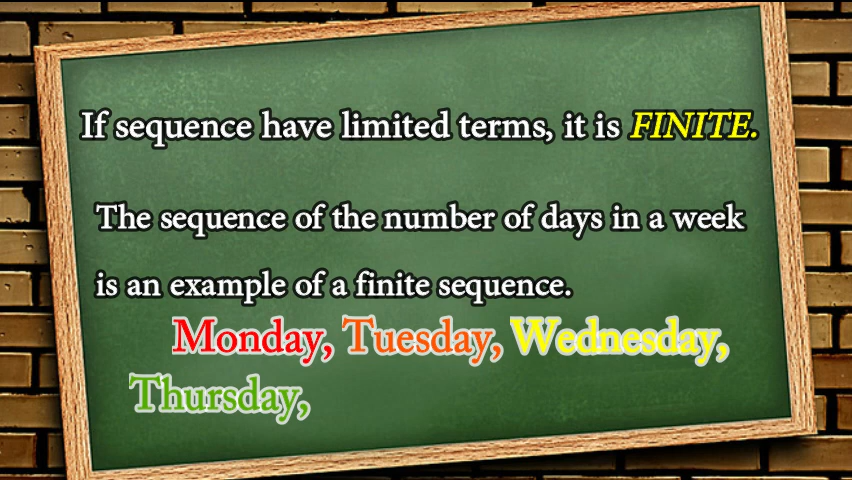 If sequence have limited terms, it is FINITE.
The sequence of the number of days in a week
is an example of a finite sequence.
Monday, Tuesday, Wednesday,
Thursday,